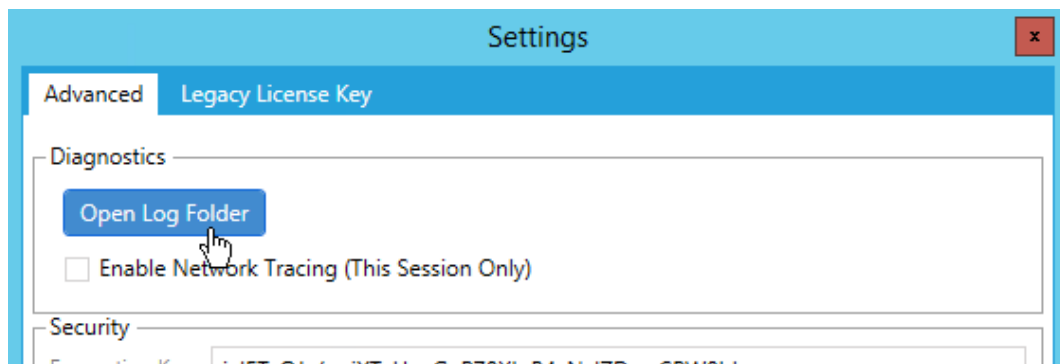 Settings
x
Advanced Legacy License Key
Diagnostics
Open Log Folder
Enable Network Tracing (This Session Only)
Security